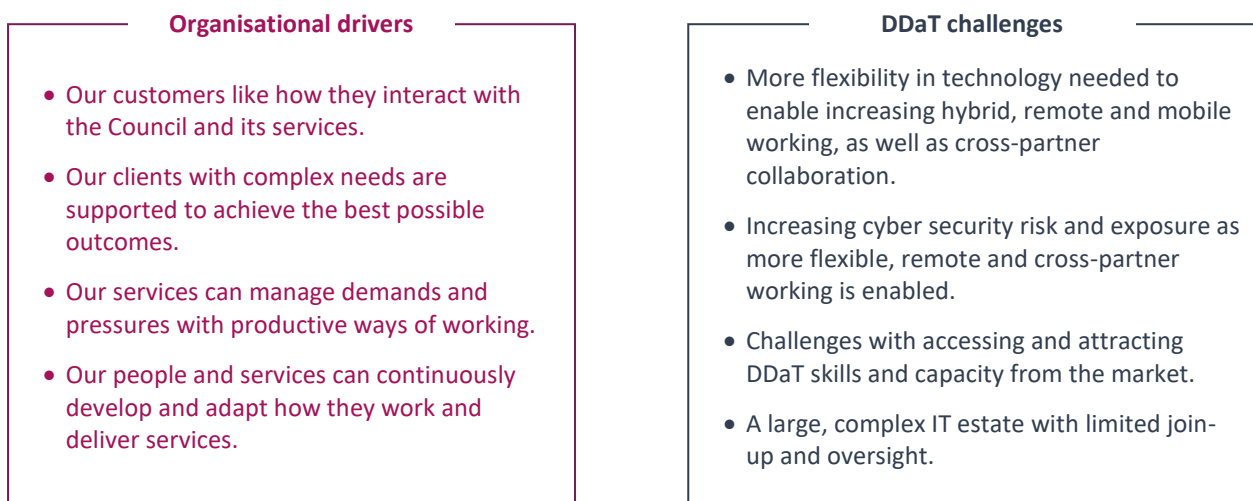 Organisational drivers
• Our customers like how they interact with
the Council and its services.
• Our clients with complex needs are
supported to achieve the best possible
outcomes.
• Our services can manage demands and
pressures with productive ways of working.
• Our people and services can continuously
develop and adapt how they work and
deliver services.
DDaT challenges
• More flexibility in technology needed to
enable increasing hybrid, remote and mobile
working, as well as cross-partner
collaboration.
• Increasing cyber security risk and exposure as
more flexible, remote and cross-partner
working is enabled.
• Challenges with accessing and attracting
DDaT skills and capacity from the market.
• A large, complex IT estate with limited join-
up and oversight.